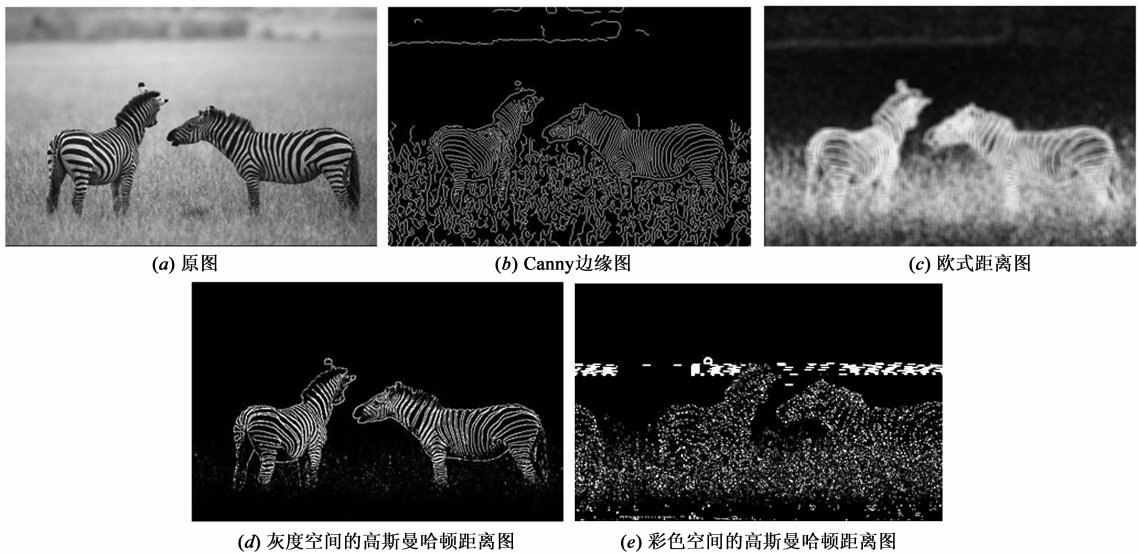 (a) 原图
(b) Canny边缘图
(c) 欧式距离图
(d) 灰度空间的高斯曼哈顿距离图
(e) 彩色空间的高斯曼哈顿距离图